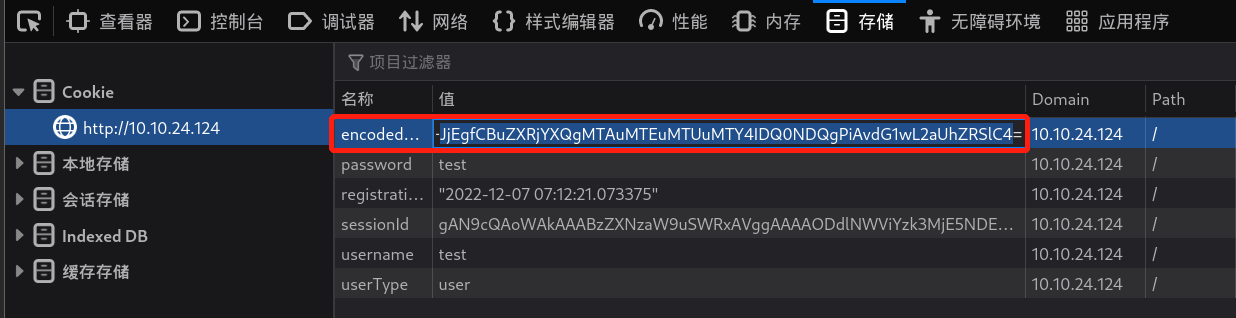 查看器 控制台 调试器 网络 样式编辑器 性能 内存 存储 无障碍环境 应用程序
项目过滤器
Cookie
http://10.10.24.124
本地存储
会话存储
Indexed DB
缓存存储
名称 值 Domain Path
encoded... JjEgfCBuZXRjYXQgMTAuMTEuMTUuMTY4IDQ0NDQgPiAvdG1wL2aUhZRSlC4= 10.10.24.124 /
password test 10.10.24.124 /
registrati... "2022-12-07 07:12:21.073375" 10.10.24.124 /
sessionId gAN9cQAoWAkAAABzZXNzaW9uSWRxAVggAAAAODdlNWViYzk3MjE5NDE... 10.10.24.124 /
username test 10.10.24.124 /
userType user 10.10.24.124 /